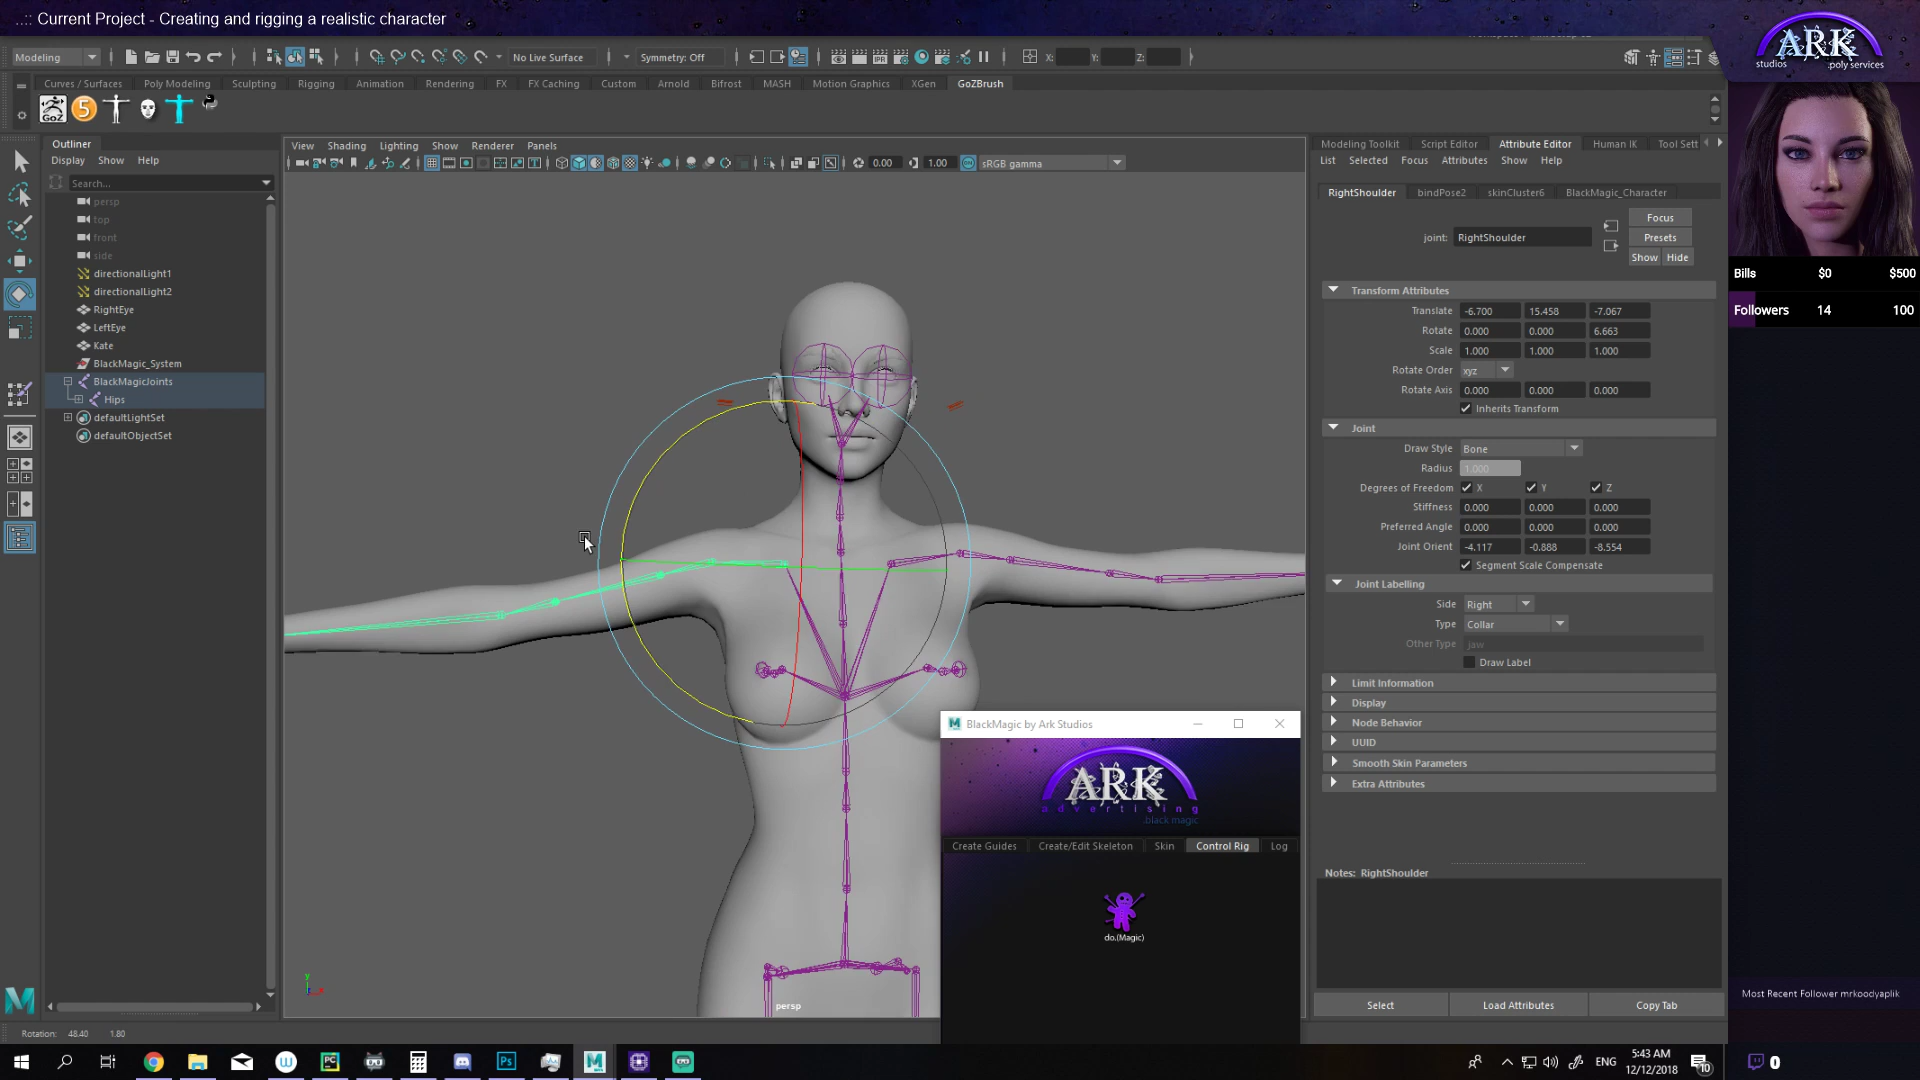 ..:: Current Project - Creating and rigging a realistic character
ARK
studios .poly services
Modeling No Live Surface Symmetry: Off X: Y: Z:
Curves / Surfaces Poly Modeling Sculpting Rigging Animation Rendering FX FX Caching Custom Arnold Bifrost MASH Motion Graphics XGen GoZBrush
GoZ 5
Outliner
Display Show Help
Search...
persp
top
front
side
directionalLight1
directionalLight2
RightEye
LeftEye
Kate
BlackMagic_System
BlackMagicJoints
Hips
defaultLightSet
defaultObjectSet
View Shading Lighting Show Renderer Panels
0.00 1.00 sRGB gamma
persp
y
BlackMagic by Ark Studios
ARK
advertising
.black magic
Create Guides Create/Edit Skeleton Skin Control Rig Log
do.(Magic)
Modeling Toolkit Script Editor Attribute Editor Human IK Tool Sett
List Selected Focus Attributes Show Help
RightShoulder bindPose2 skinCluster6 BlackMagic_Character
joint: RightShoulder
Focus
Presets
Show Hide
Transform Attributes
Translate -6.700 15.458 -7.067
Rotate 0.000 0.000 6.663
Scale 1.000 1.000 1.000
Rotate Order xyz
Rotate Axis 0.000 0.000 0.000
Inherits Transform
Joint
Draw Style Bone
Radius 1.000
Degrees of Freedom X Y Z
Stiffness 0.000 0.000 0.000
Preferred Angle 0.000 0.000 0.000
Joint Orient -4.117 -0.888 -8.554
Segment Scale Compensate
Joint Labelling
Side Right
Type Collar
Other Type jaw
Draw Label
Limit Information
Display
Node Behavior
UUID
Smooth Skin Parameters
Extra Attributes
Notes: RightShoulder
Select Load Attributes Copy Tab
Bills $0 $500
Followers 14 100
Most Recent Follower mrkoodyaplik
Rotation: 48.40 1.80
ENG
5:43 AM
12/12/2018
10
0